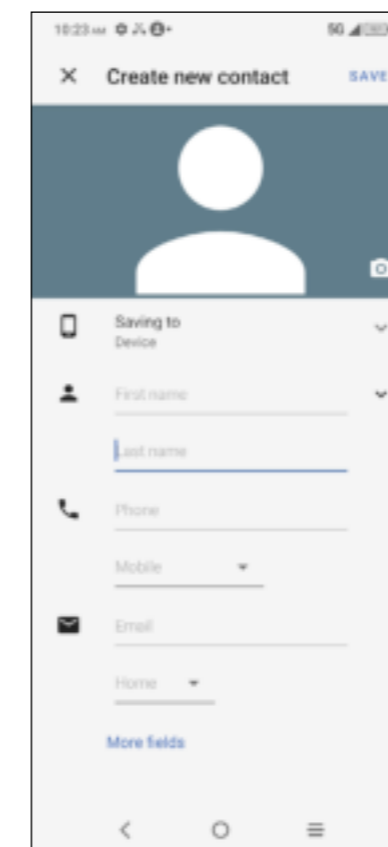 10:23 AM
5G
Create new contact SAVE
Saving to
Device
First name
Last name
Phone
Mobile
Email
Home
More fields